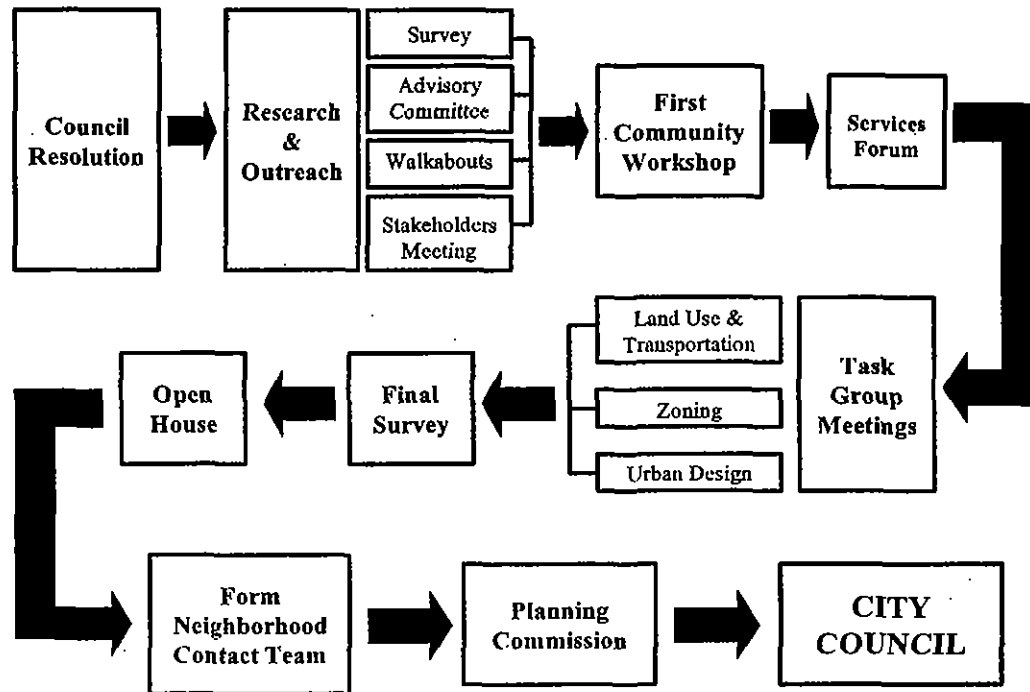 Council
Resolution
Research
&
Outreach
Survey
Advisory
Committee
Walkabouts
Stakeholders
Meeting
First
Community
Workshop
Services
Forum
Task
Group
Meetings
Land Use &
Transportation
Zoning
Urban Design
Final
Survey
Open
House
Form
Neighborhood
Contact Team
Planning
Commission
CITY
COUNCIL